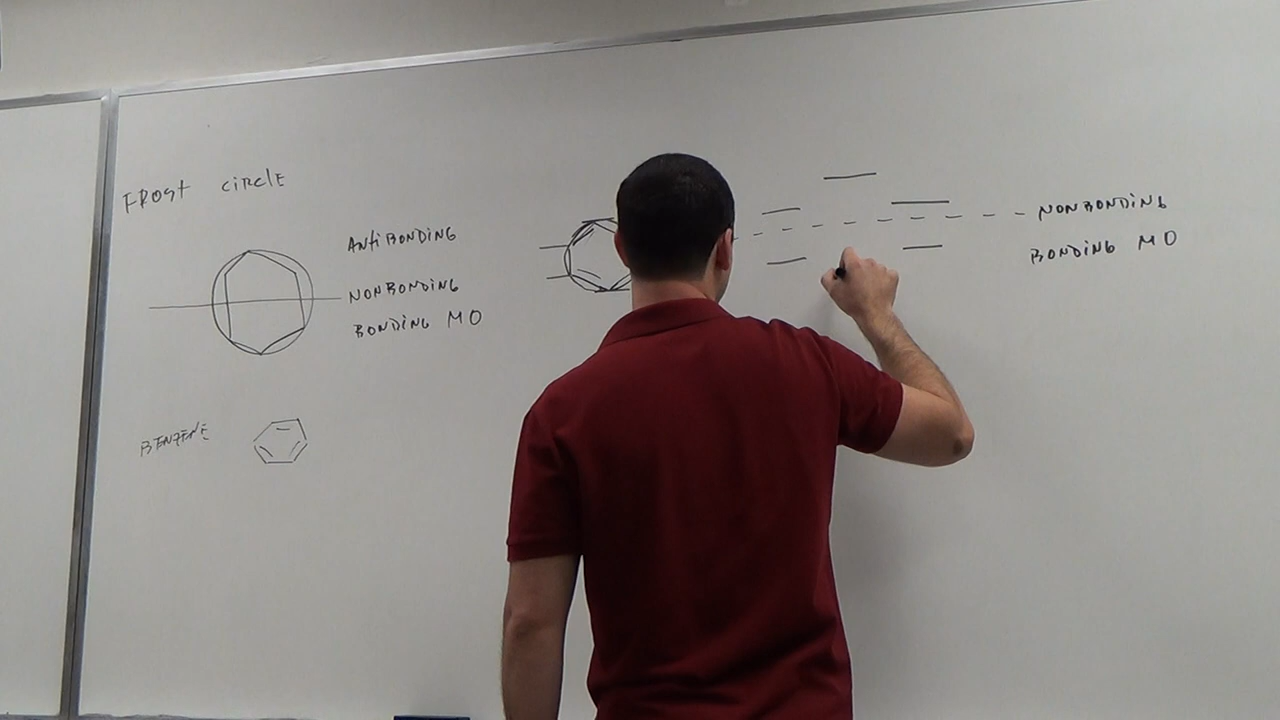 FROST CIRCLE
ANTIBONDING
NONBONDING
BONDING MO
BENZENE
NONBONDING
BONDING MO